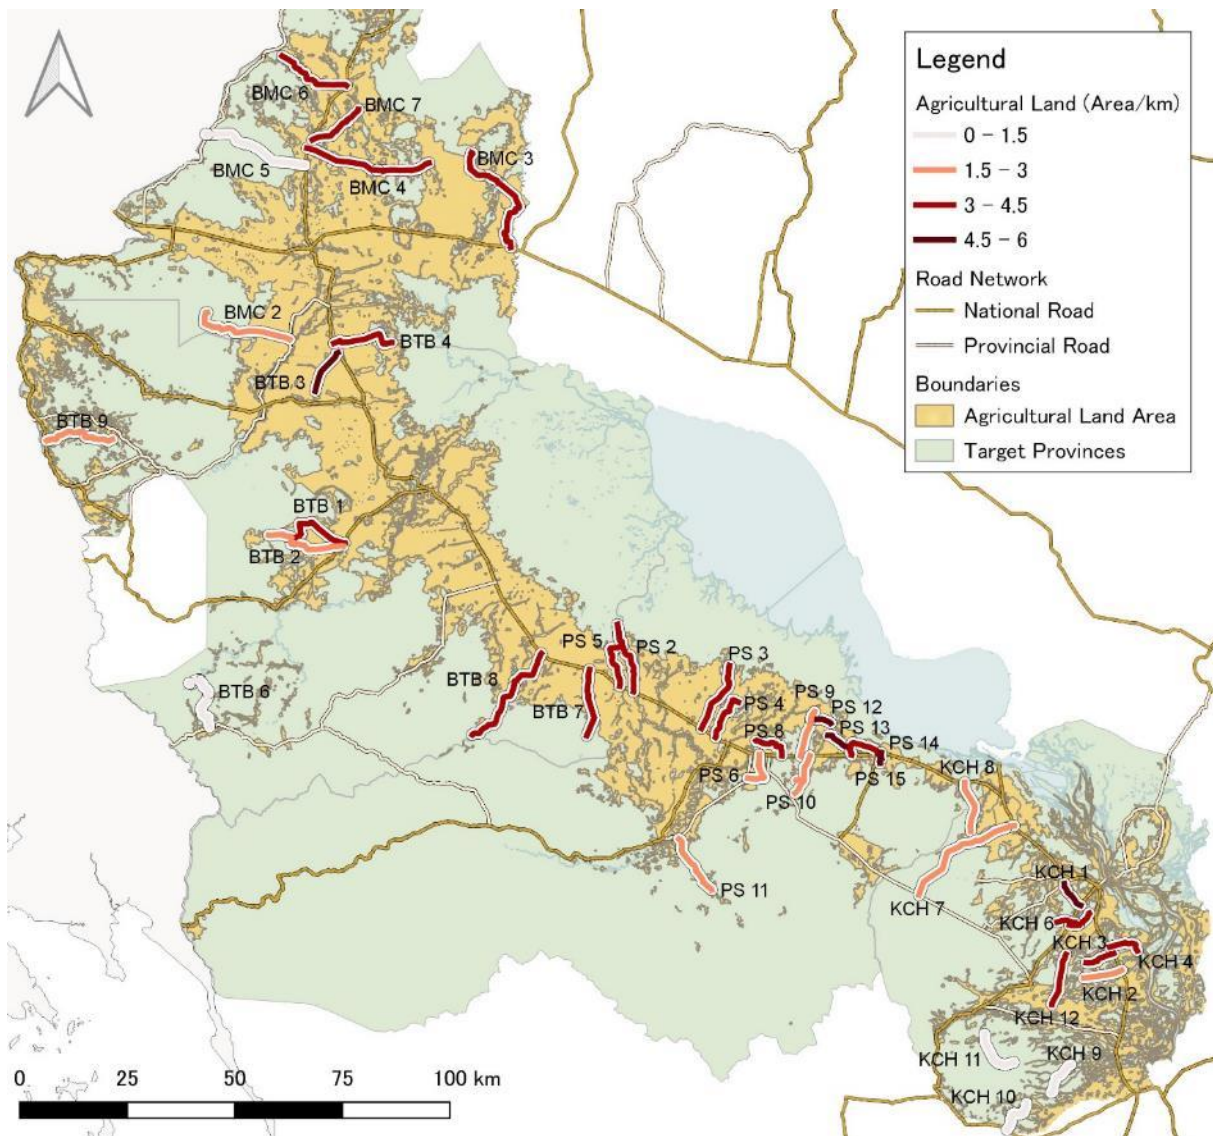 Legend
Agricultural Land (Area/km)
0 – 1.5
1.5 – 3
3 – 4.5
4.5 – 6
Road Network
National Road
Provincial Road
Boundaries
Agricultural Land Area
Target Provinces
BMC 6
BMC 7
BMC 5
BMC 4
BMC 3
BMC 2
BTB 4
BTB 3
BTB 9
BTB 1
BTB 2
BTB 6
BTB 8
BTB 7
PS 5
PS 2
PS 3
PS 4
PS 9
PS 12
PS 13
PS 8
PS 14
PS 6
PS 15
PS 10
PS 11
KCH 8
KCH 7
KCH 1
KCH 6
KCH 3
KCH 4
KCH 2
KCH 12
KCH 11
KCH 9
KCH 10
0 25 50 75 100 km